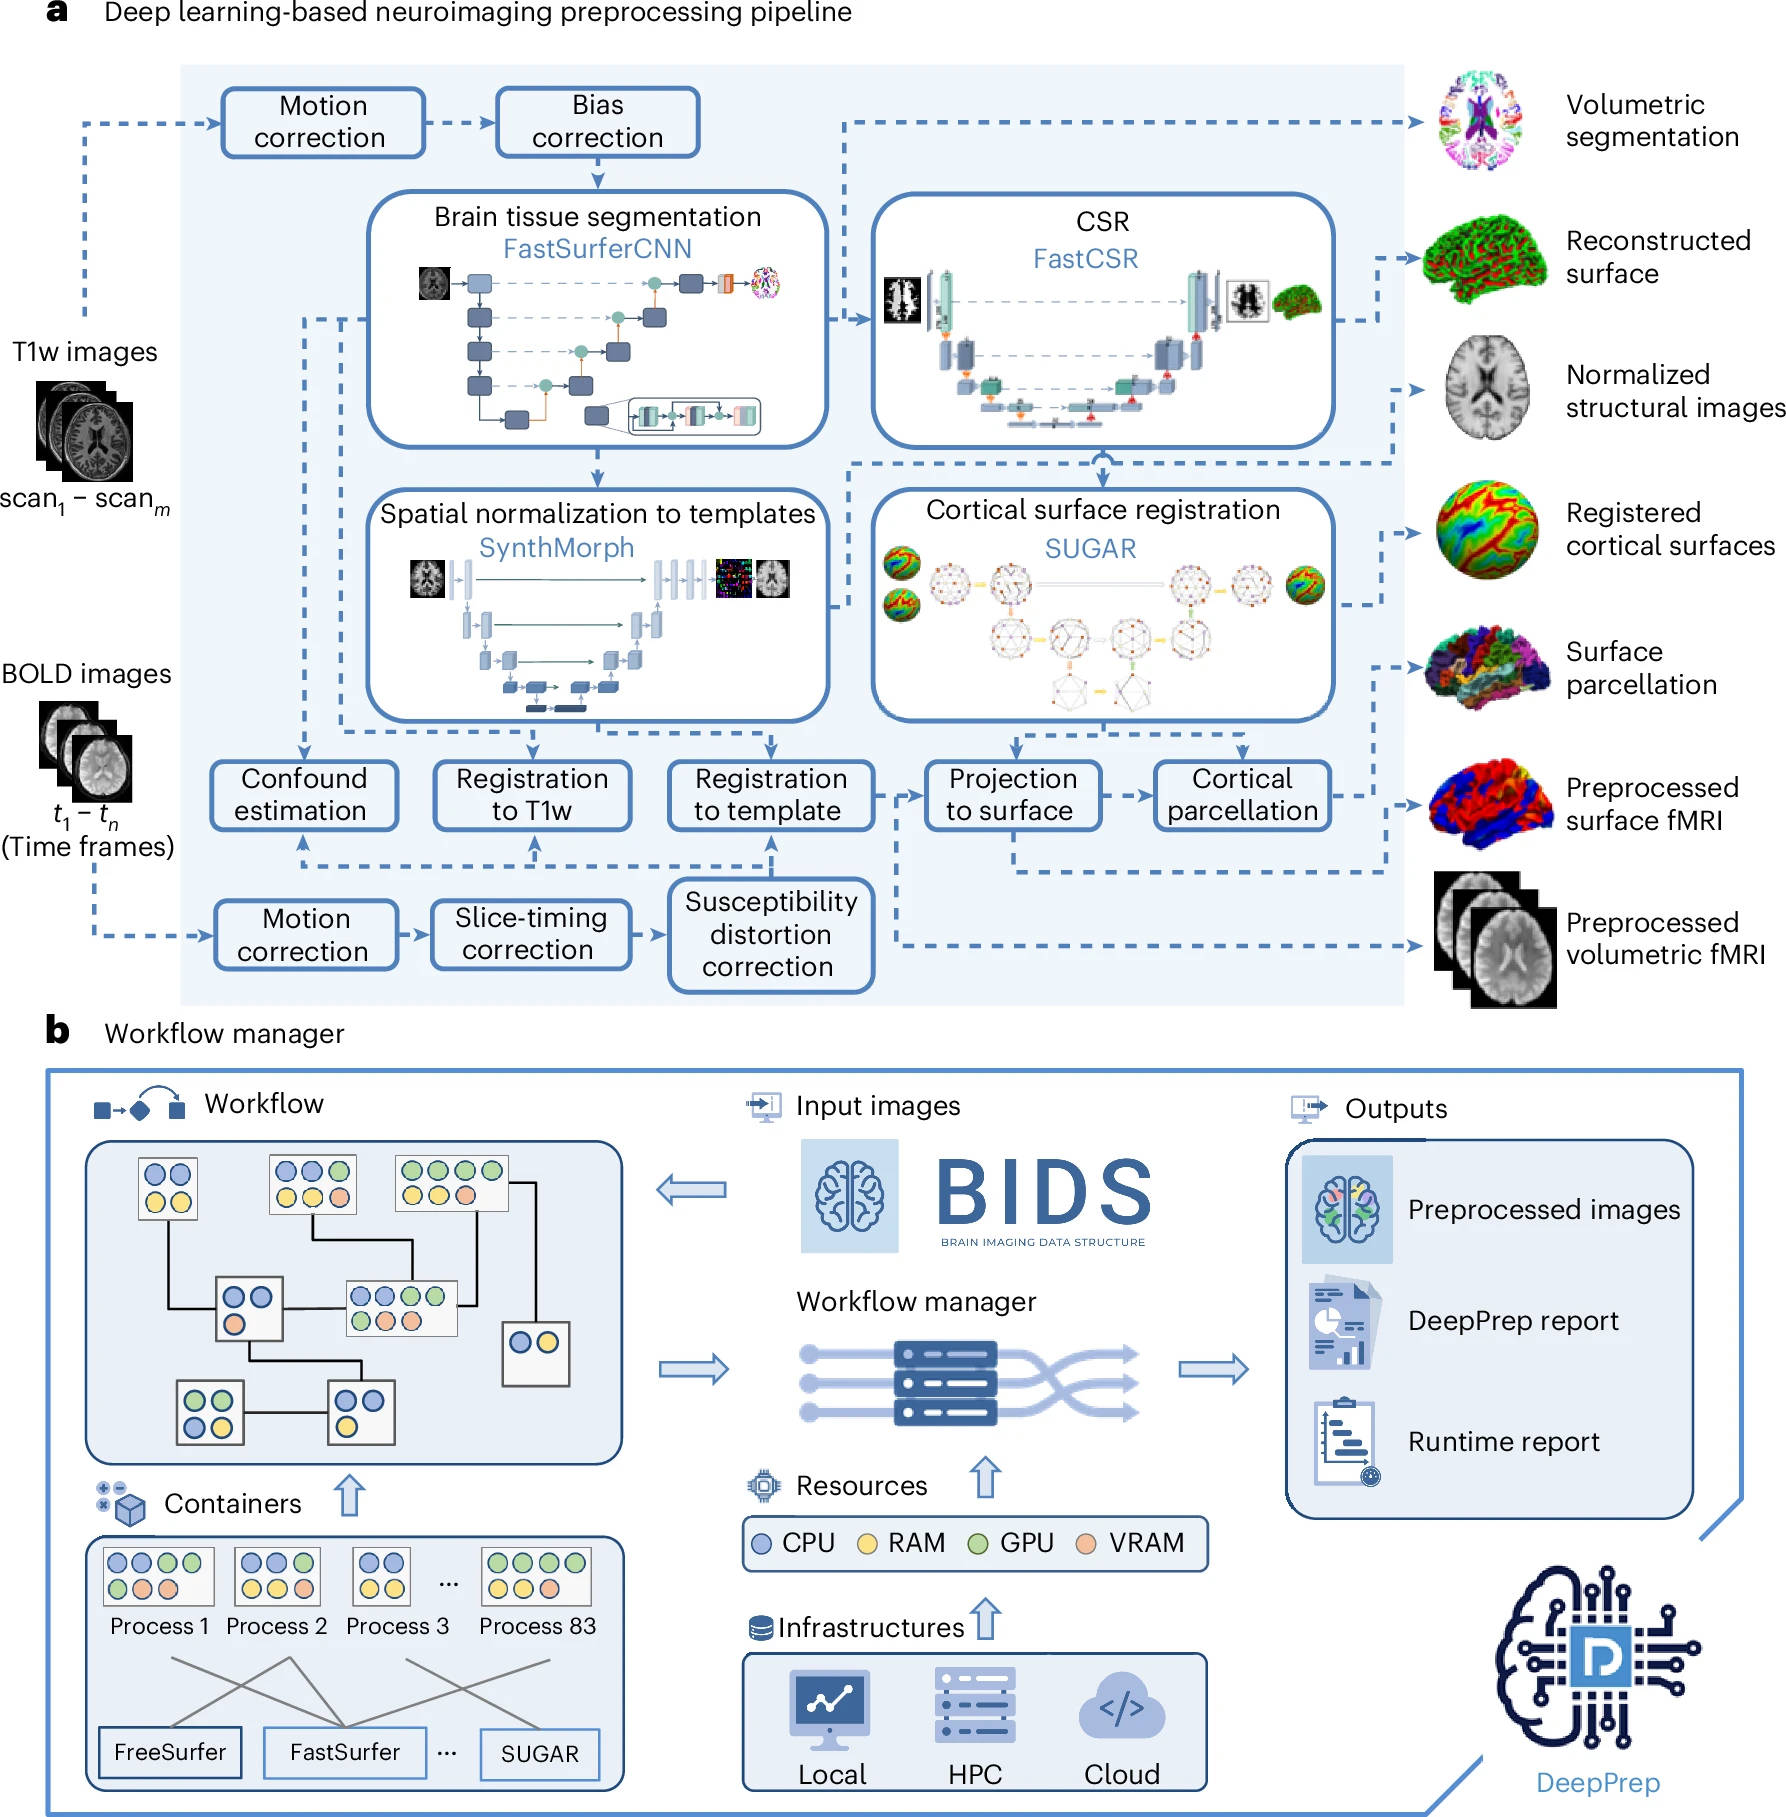 a Deep learning-based neuroimaging preprocessing pipeline
Motion
correction
Bias
correction
Volumetric
segmentation
Brain tissue segmentation
FastSurferCNN
CSR
FastCSR
Reconstructed
surface
T1w images
scan1 – scanm
Normalized
structural images
Spatial normalization to templates
SynthMorph
Cortical surface registration
SUGAR
Registered
cortical surfaces
BOLD images
t1 – tn
(Time frames)
Surface
parcellation
Confound
estimation
Registration
to T1w
Registration
to template
Projection
to surface
Cortical
parcellation
Preprocessed
surface fMRI
Motion
correction
Slice-timing
correction
Susceptibility
distortion
correction
Preprocessed
volumetric fMRI
b Workflow manager
Workflow
Input images
BIDS
BRAIN IMAGING DATA STRUCTURE
Outputs
Preprocessed images
DeepPrep report
Runtime report
Workflow manager
Containers
Process 1 Process 2 Process 3 ... Process 83
FreeSurfer FastSurfer ... SUGAR
Resources
CPU RAM GPU VRAM
Infrastructures
</>
Local HPC Cloud
D
DeepPrep